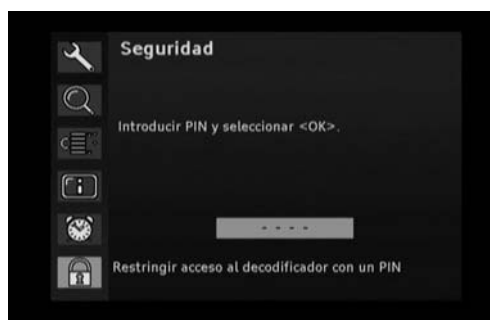 Seguridad
Introducir PIN y seleccionar <OK>.
- - - -
Restringir acceso al decodificador con un PIN